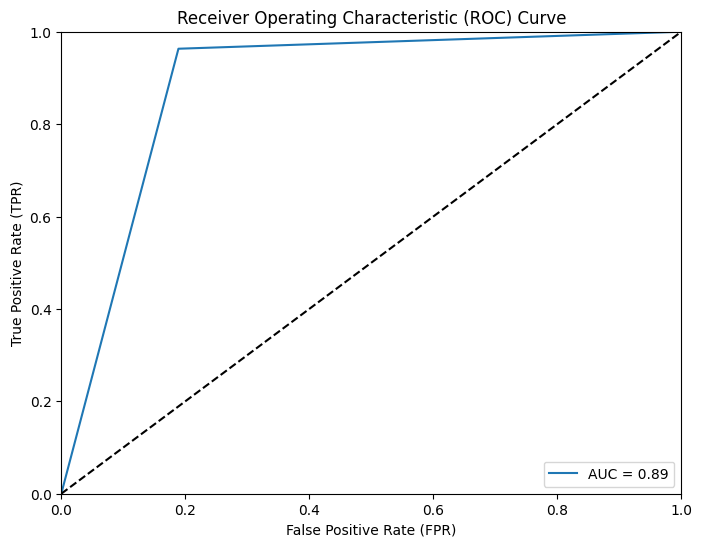 Receiver Operating Characteristic (ROC) Curve
1.0
0.8
0.6
0.4
0.2
0.0
True Positive Rate (TPR)
AUC = 0.89
0.0 0.2 0.4 0.6 0.8 1.0
False Positive Rate (FPR)